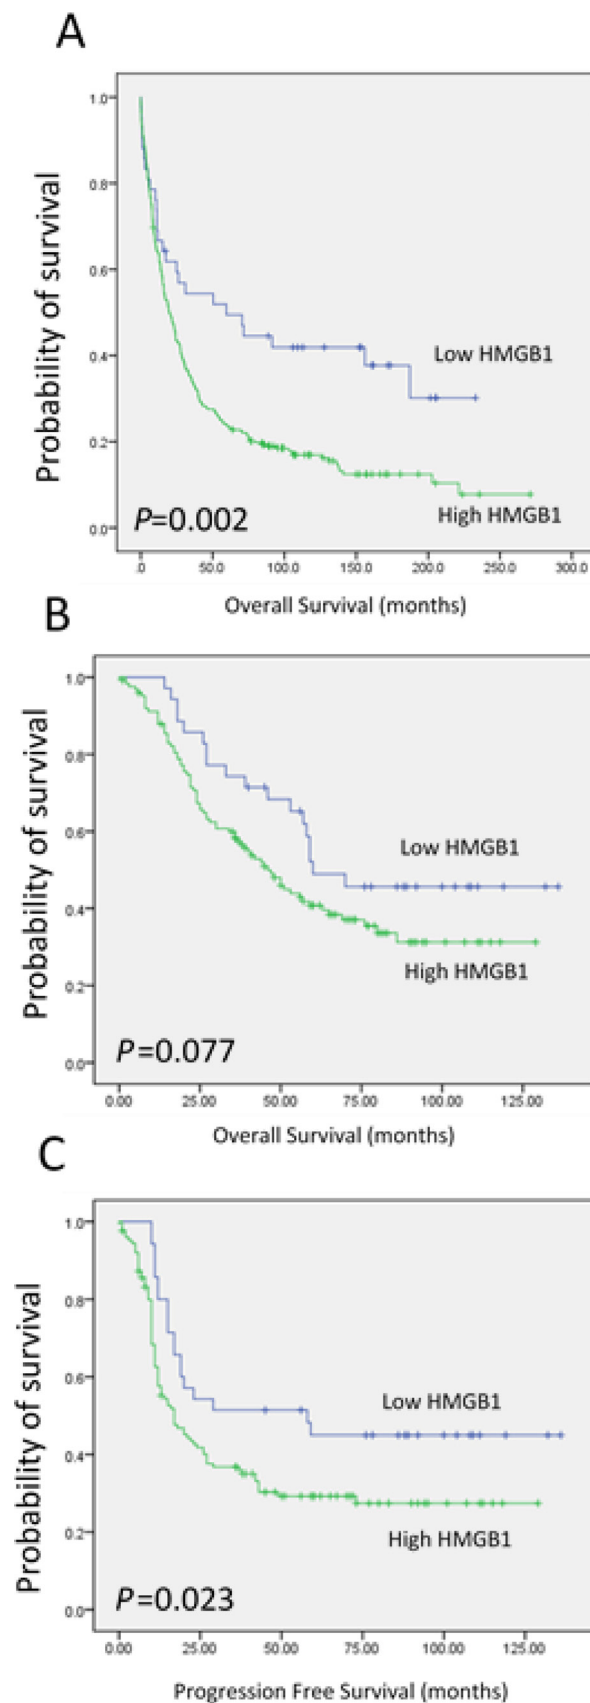 A
Probability of survival
1.0
0.8
0.6
0.4
0.2
0.0
Low HMGB1
High HMGB1
P=0.002
.0 50.0 100.0 150.0 200.0 250.0 300.0
Overall Survival (months)
B
Probability of survival
1.0
0.8
0.6
0.4
0.2
0.0
Low HMGB1
High HMGB1
P=0.077
0.00 25.00 50.00 75.00 100.00 125.00
Overall Survival (months)
C
Probability of survival
1.0
0.8
0.6
0.4
0.2
0.0
Low HMGB1
High HMGB1
P=0.023
0.00 25.00 50.00 75.00 100.00 125.00
Progression Free Survival (months)